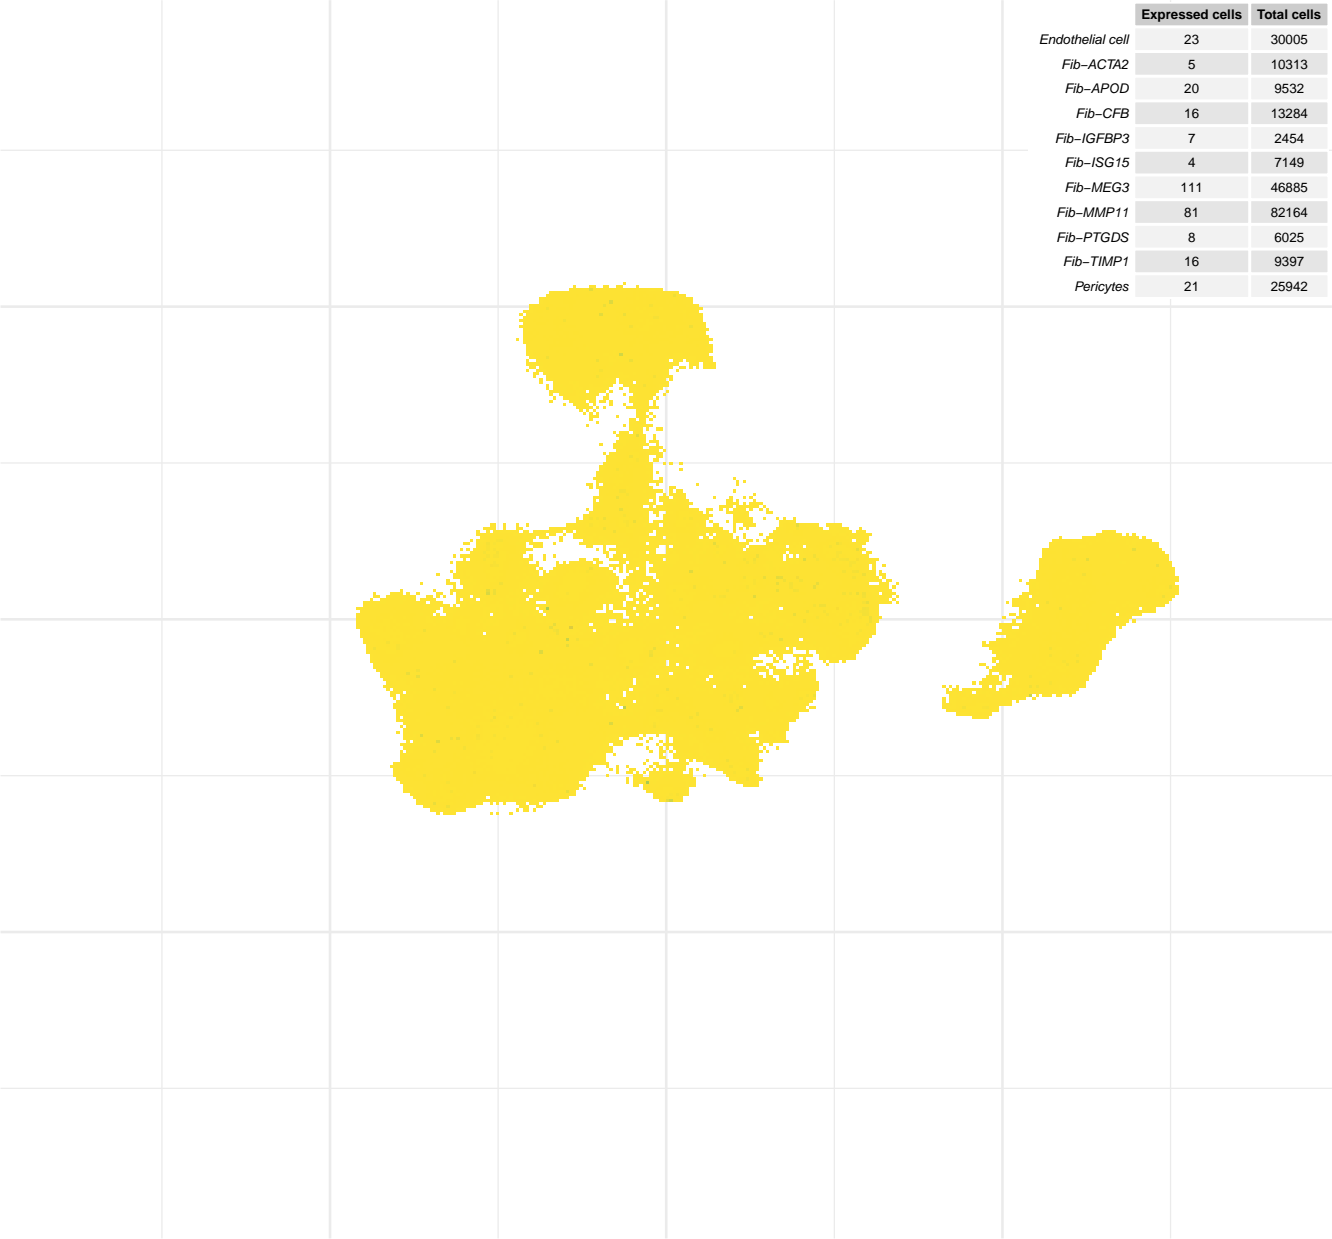 Expressed cells Total cells
Endothelial cell 23 30005
Fib−ACTA2 5 10313
Fib−APOD 20 9532
Fib−CFB 16 13284
Fib−IGFBP3 7 2454
Fib−ISG15 4 7149
Fib−MEG3 111 46885
Fib−MMP11 81 82164
Fib−PTGDS 8 6025
Fib−TIMP1 16 9397
Pericytes 21 25942